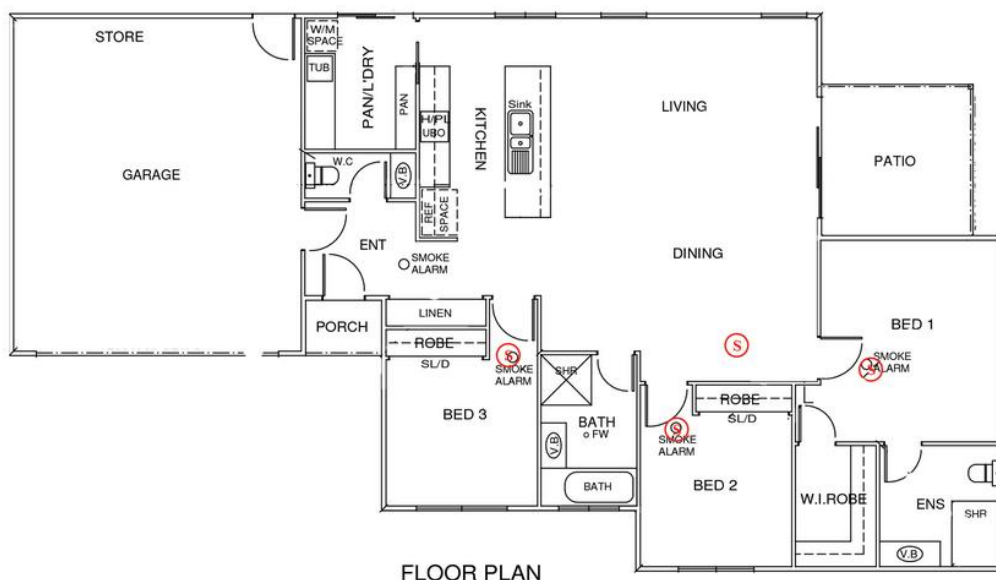 STORE
W/M
SPACE
TUB
PAN/L'DRY
PAN
H/P
UBO
KITCHEN
Sink
LIVING
GARAGE
W.C
V.B
REF
SPACE
PATIO
ENT
SMOKE
ALARM
DINING
PORCH
LINEN
ROBE
SL/D
S
SMOKE
ALARM
BED 3
SHR
BATH
FW
V.B
BATH
S
BED 1
SMOKE
ALARM
S
ROBE
SL/D
S
SMOKE
ALARM
BED 2
W.I.ROBE
ENS
SHR
V.B
FLOOR PLAN